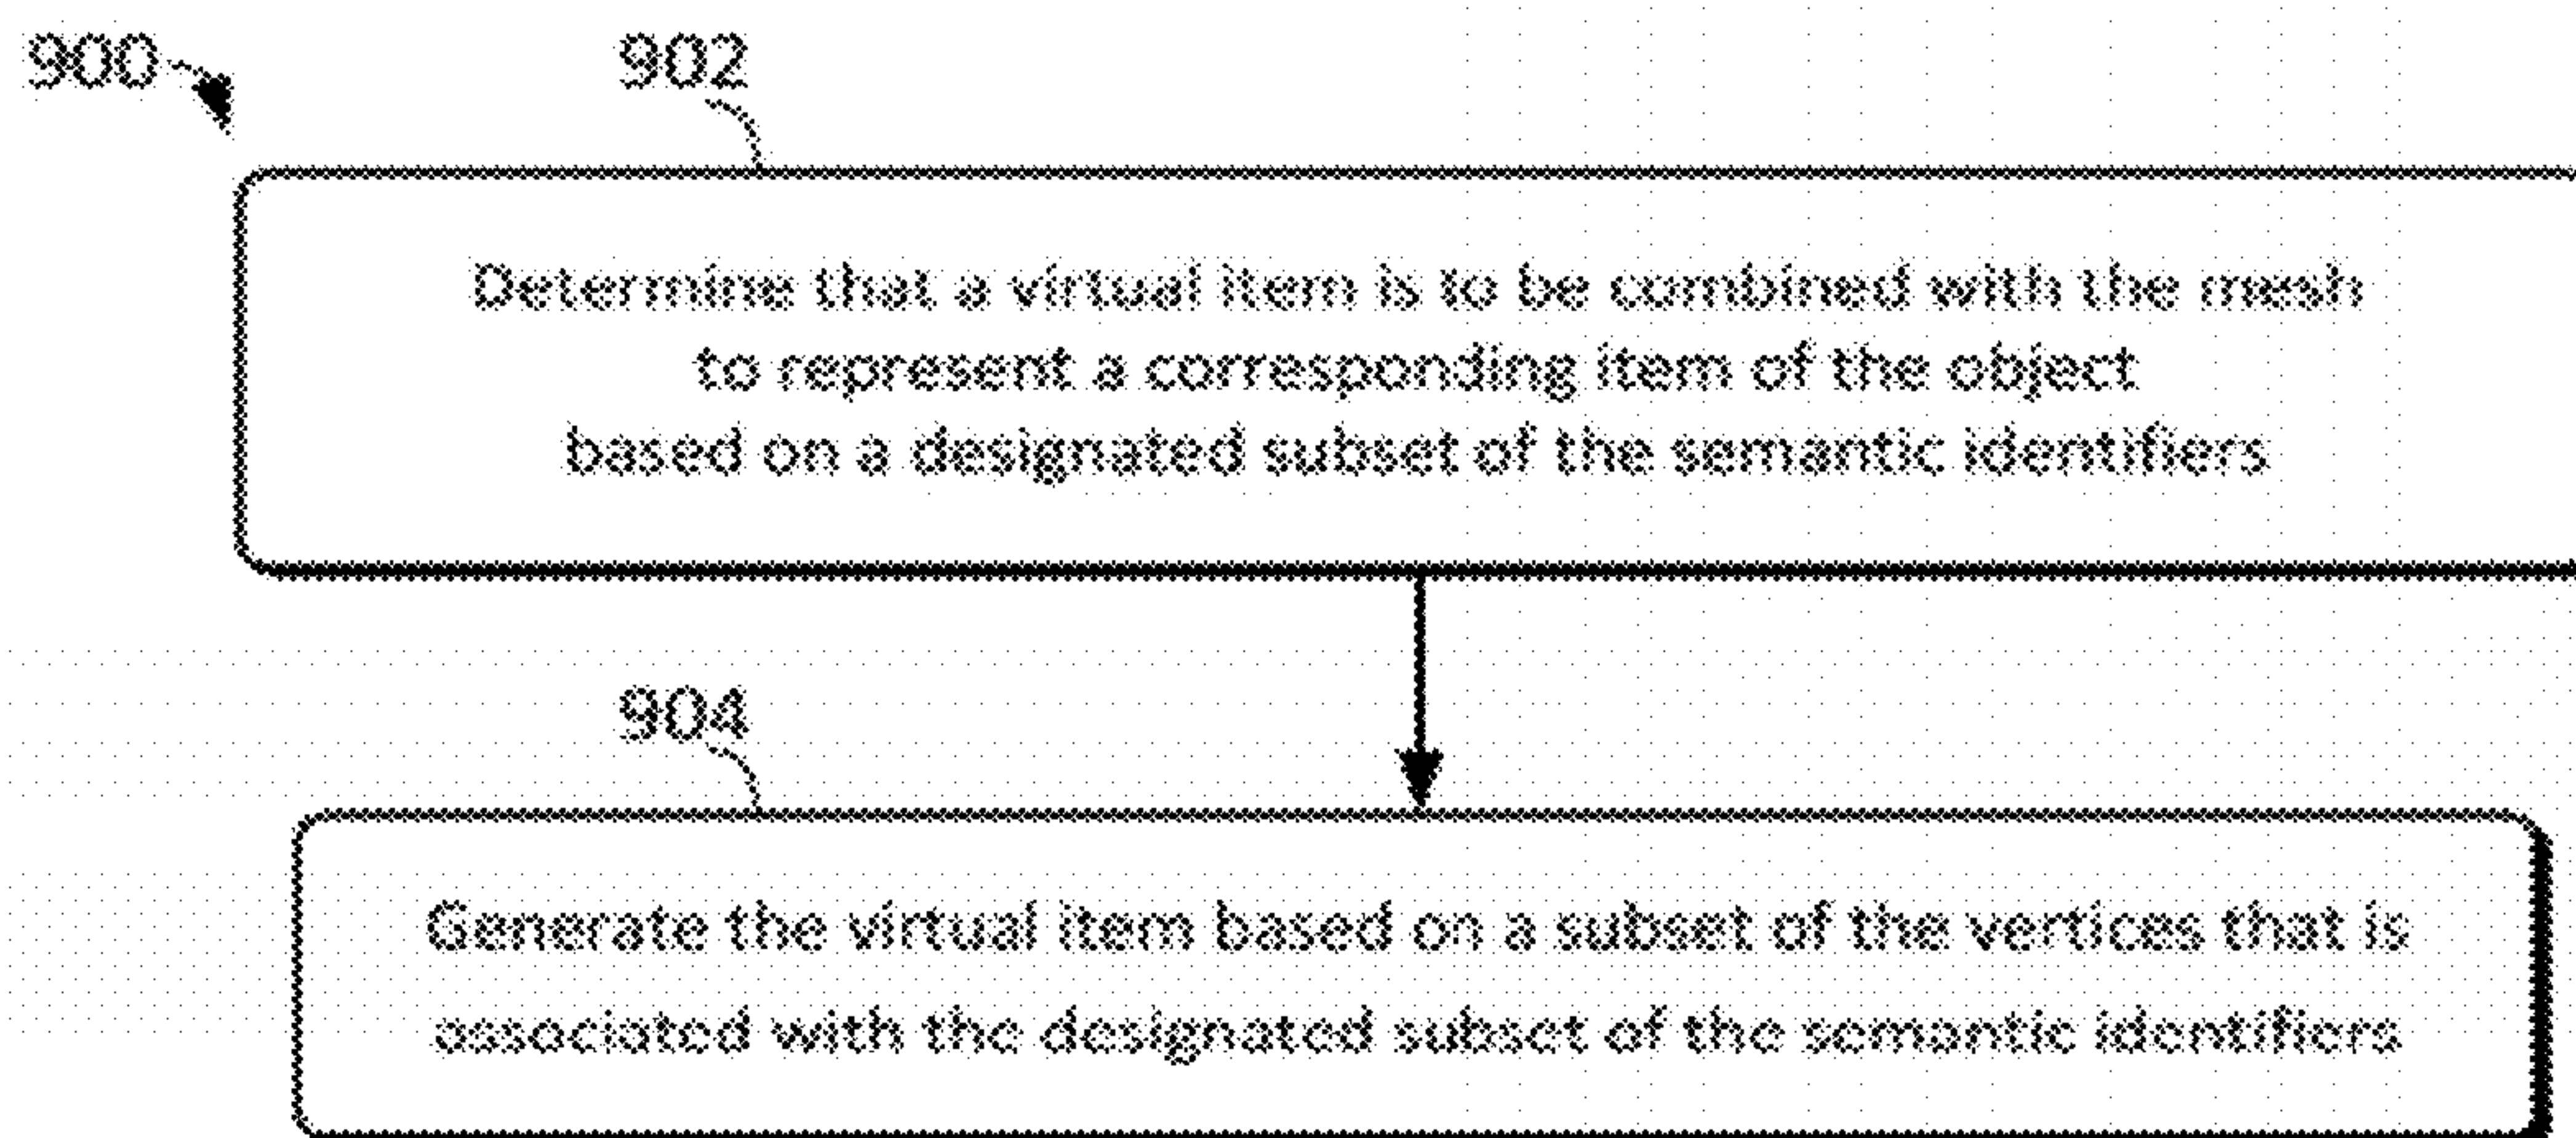 900
902
Determine that a virtual item is to be combined with the mesh
to represent a corresponding item of the object
based on a designated subset of the semantic identifiers
904
Generate the virtual item based on a subset of the vertices that is
associated with the designated subset of the semantic identifiers